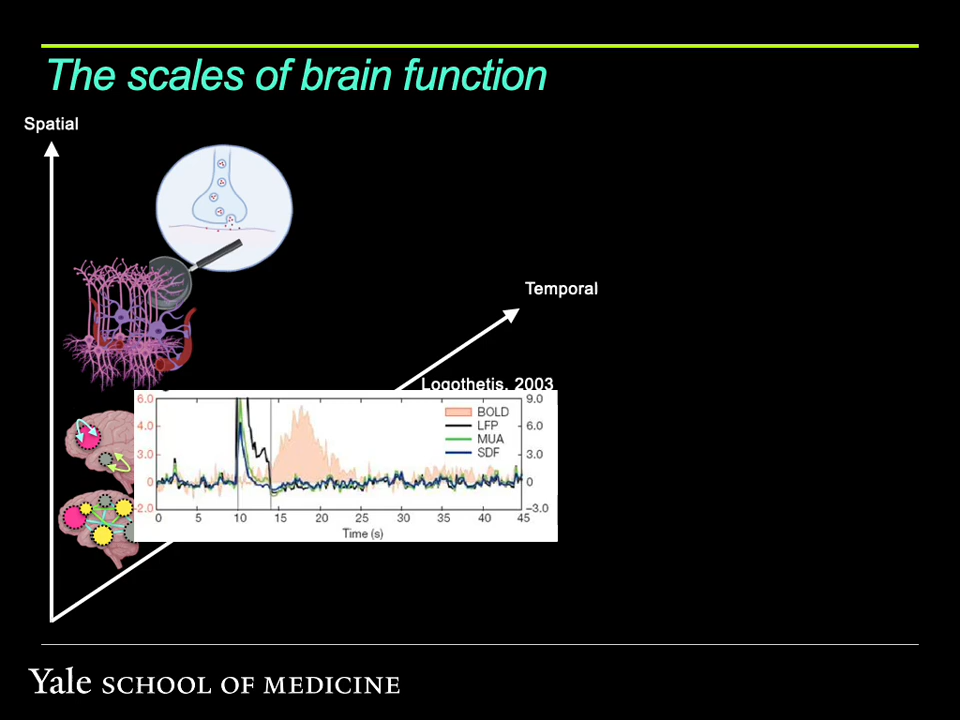 The scales of brain function
Spatial
Temporal
Logothetis, 2003
6.0
4.0
3.0
0
-2.0
9.0
6.0
3.0
0
-3.0
BOLD
LFP
MUA
SDF
0 5 10 15 20 25 30 35 40 45
Time (s)
Yale SCHOOL OF MEDICINE